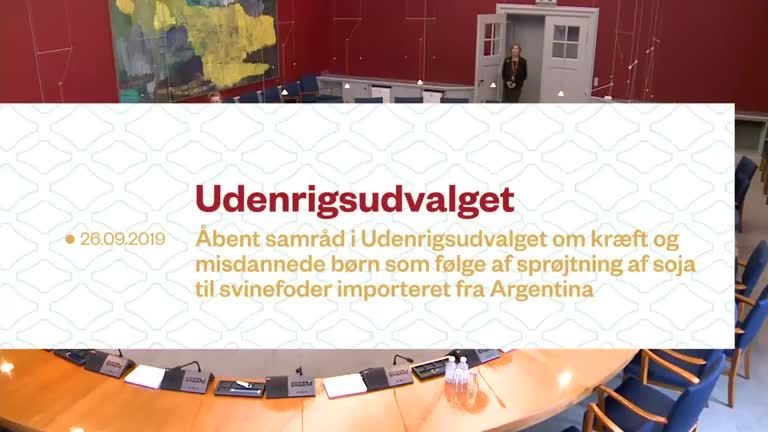 Udenrigsudvalget
26.09.2019
Åbent samråd i Udenrigsudvalget om kræft og
misdannede børn som følge af sprøjtning af soja
til svinefoder importeret fra Argentina